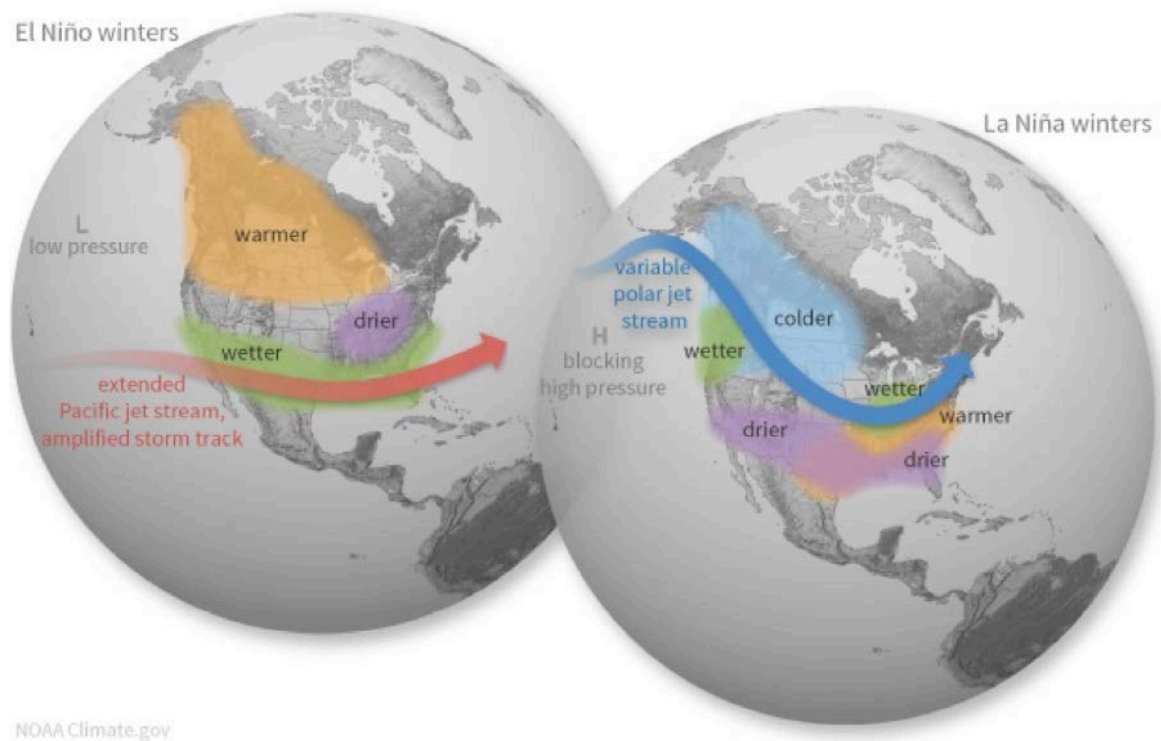 El Niño winters
L
low pressure
warmer
drier
wetter
extended
Pacific jet stream,
amplified storm track
La Niña winters
variable
polar jet
stream
H
blocking
high pressure
colder
wetter
wetter
warmer
drier
drier
NOAA Climate.gov